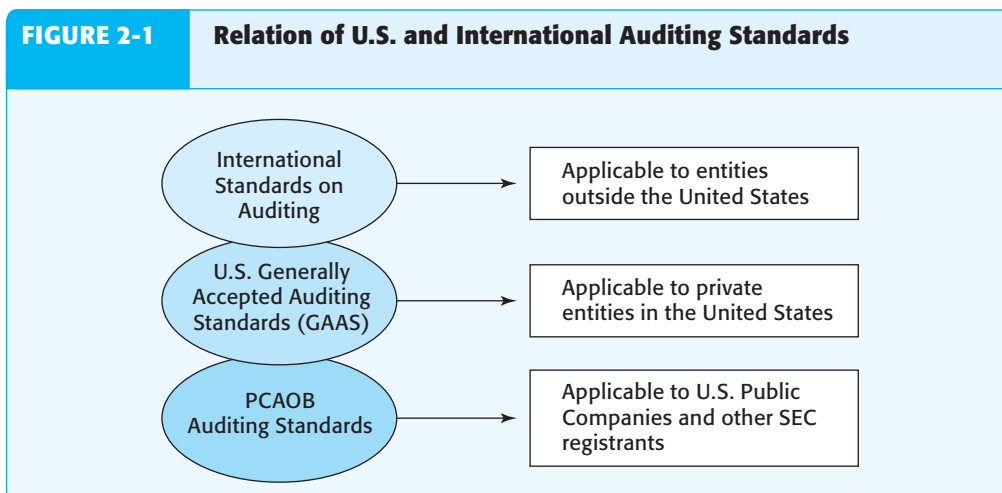 FIGURE 2-1
Relation of U.S. and International Auditing Standards
International
Standards on
Auditing
Applicable to entities
outside the United States
U.S. Generally
Accepted Auditing
Standards (GAAS)
Applicable to private
entities in the United States
PCAOB
Auditing Standards
Applicable to U.S. Public
Companies and other SEC
registrants